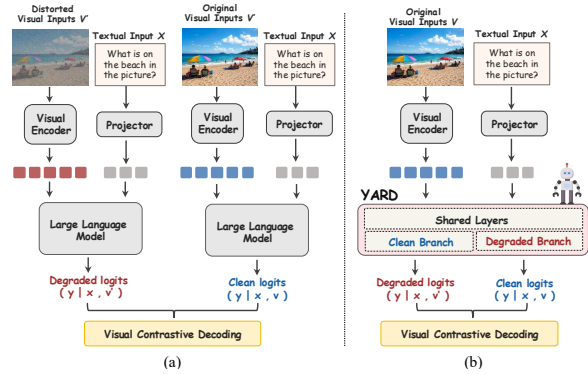 Distorted
Visual Inputs V'
Textual Input X
What is on
the beach in
the picture?
Visual
Encoder
Projector
Large Language
Model
Degraded logits
( y | x , v' )
Original
Visual Inputs V'
Textual Input X
What is on
the beach in
the picture?
Visual
Encoder
Projector
Large Language
Model
Clean logits
( y | x , v )
Visual Contrastive Decoding
(a)
Original
Visual Inputs V
Textual Input X
What is on
the beach in
the picture?
Visual
Encoder
Projector
YARD
Shared Layers
Clean Branch
Degraded Branch
Degraded logits
( y | x , v' )
Clean logits
( y | x , v )
Visual Contrastive Decoding
(b)